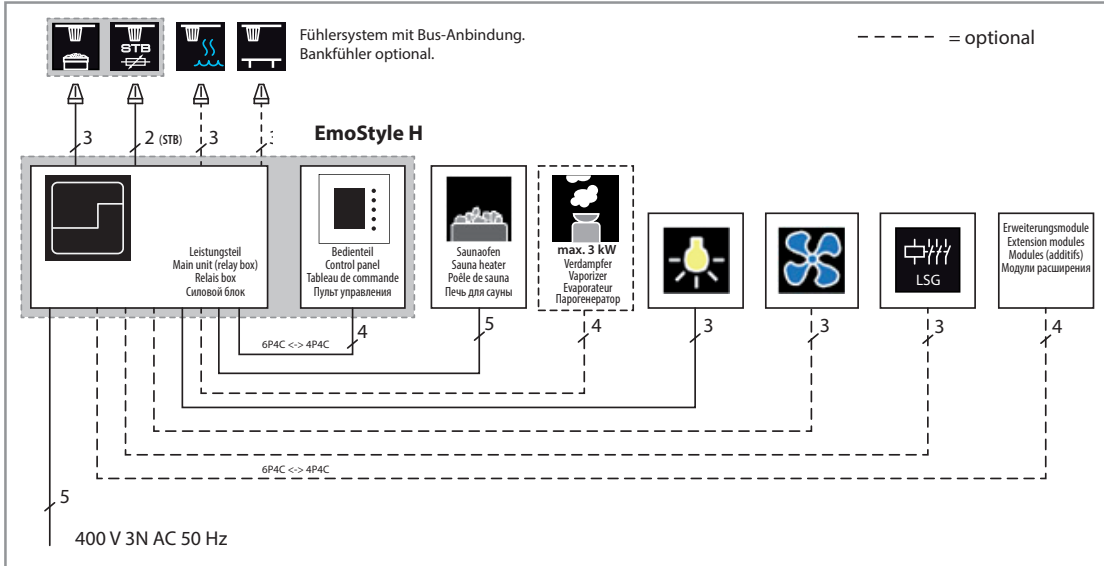 STB
Fühlersystem mit Bus-Anbindung.
Bankfühler optional.
= optional
3
2 (STB)
3
EmoStyle H
Leistungsteil
Main unit (relay box)
Relais box
Силовой блок
Bedienteil
Control panel
Tableau de commande
Пульт управления
Saunaofen
Sauna heater
Poêle de sauna
Печь для сауны
max. 3 kW
Verdampfer
Vaporizer
Evaporateur
Парогенератор
LSG
Erweiterungsmodule
Extension modules
Modules (additifs)
Модули расширения
4
5
4
3
3
3
4
6P4C <-> 4P4C
6P4C <-> 4P4C
5
400 V 3N AC 50 Hz